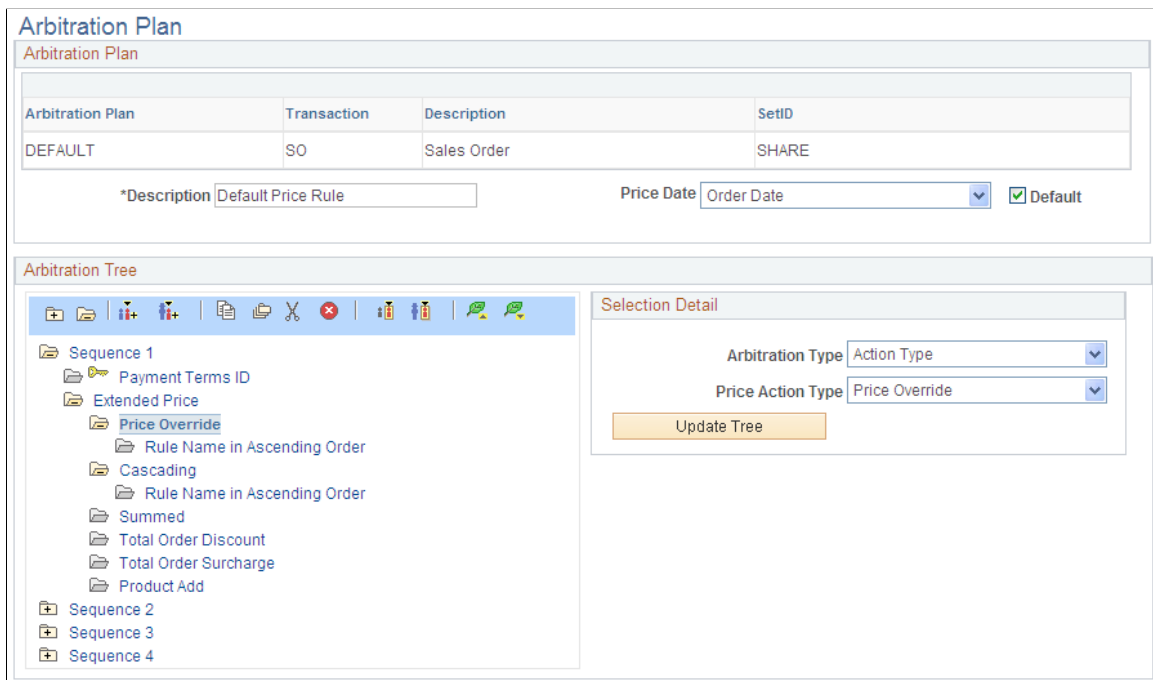 Arbitration Plan
Arbitration Plan
Arbitration Plan Transaction Description SetID
DEFAULT SO Sales Order SHARE
*Description Default Price Rule Price Date Order Date Default
Arbitration Tree
Selection Detail
Sequence 1
Payment Terms ID
Extended Price
Price Override
Rule Name in Ascending Order
Cascading
Rule Name in Ascending Order
Summed
Total Order Discount
Total Order Surcharge
Product Add
Sequence 2
Sequence 3
Sequence 4
Arbitration Type Action Type
Price Action Type Price Override
Update Tree